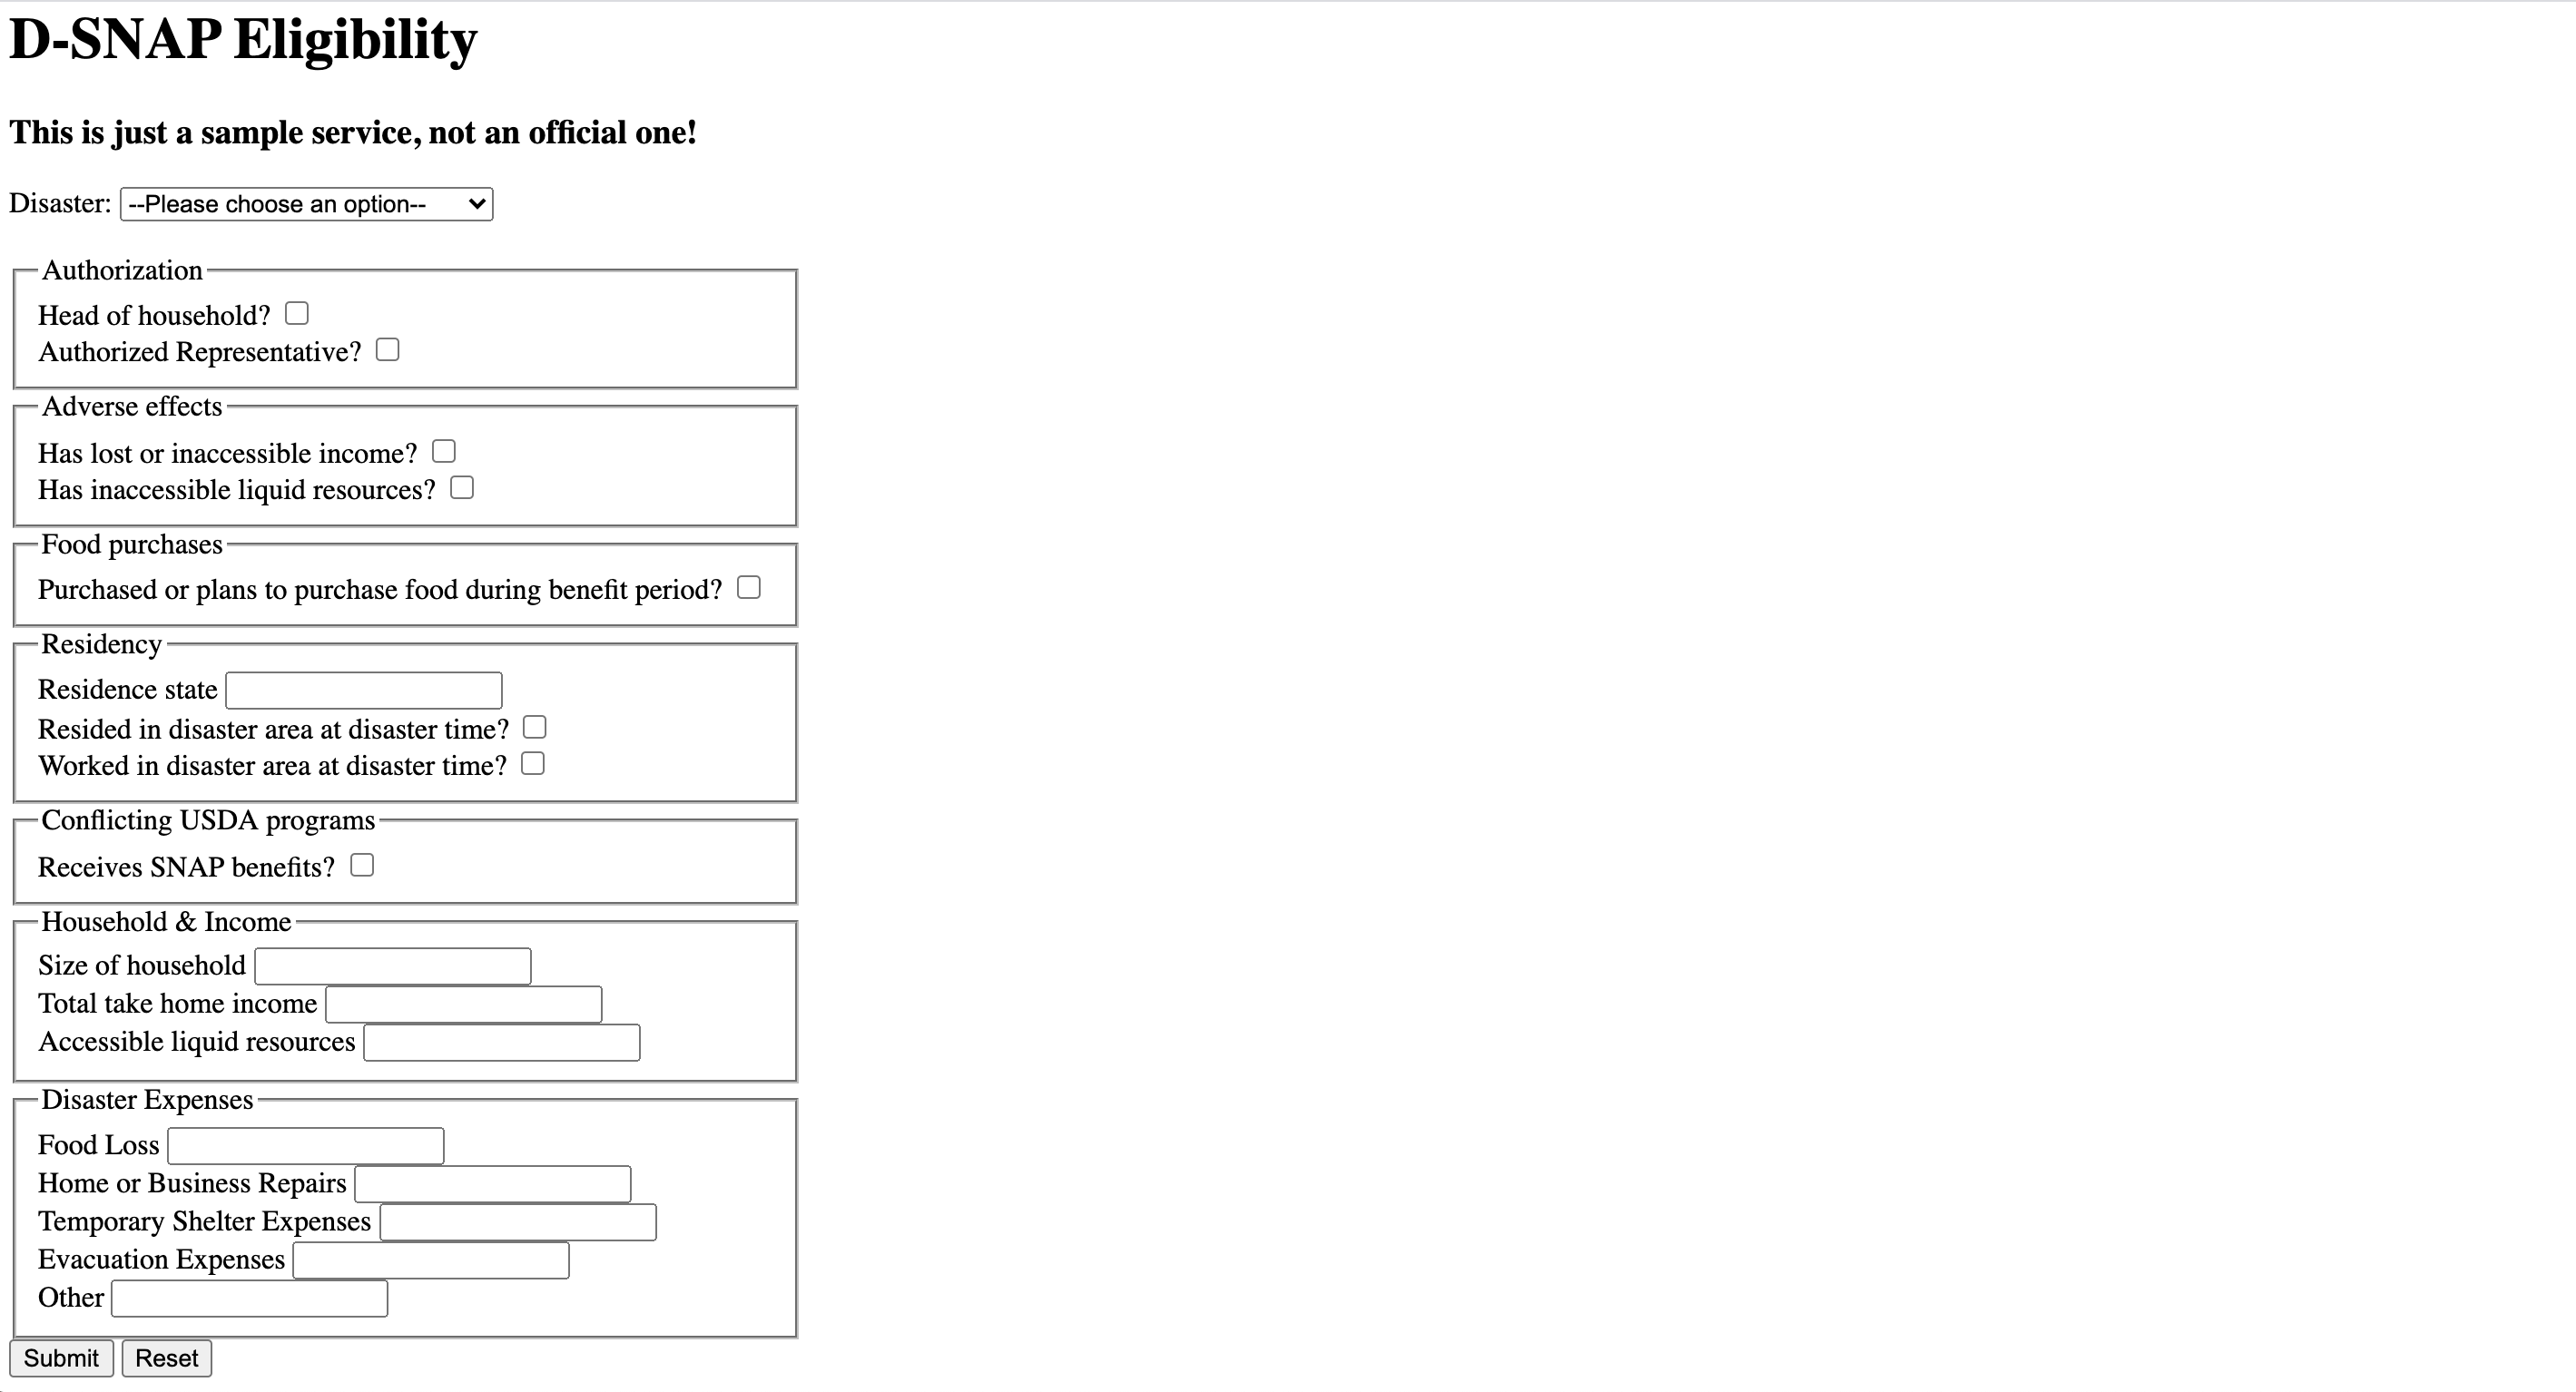 D-SNAP Eligibility
This is just a sample service, not an official one!
Disaster: --Please choose an option--
Authorization
Head of household?
Authorized Representative?
Adverse effects
Has lost or inaccessible income?
Has inaccessible liquid resources?
Food purchases
Purchased or plans to purchase food during benefit period?
Residency
Residence state
Resided in disaster area at disaster time?
Worked in disaster area at disaster time?
Conflicting USDA programs
Receives SNAP benefits?
Household & Income
Size of household
Total take home income
Accessible liquid resources
Disaster Expenses
Food Loss
Home or Business Repairs
Temporary Shelter Expenses
Evacuation Expenses
Other
Submit Reset